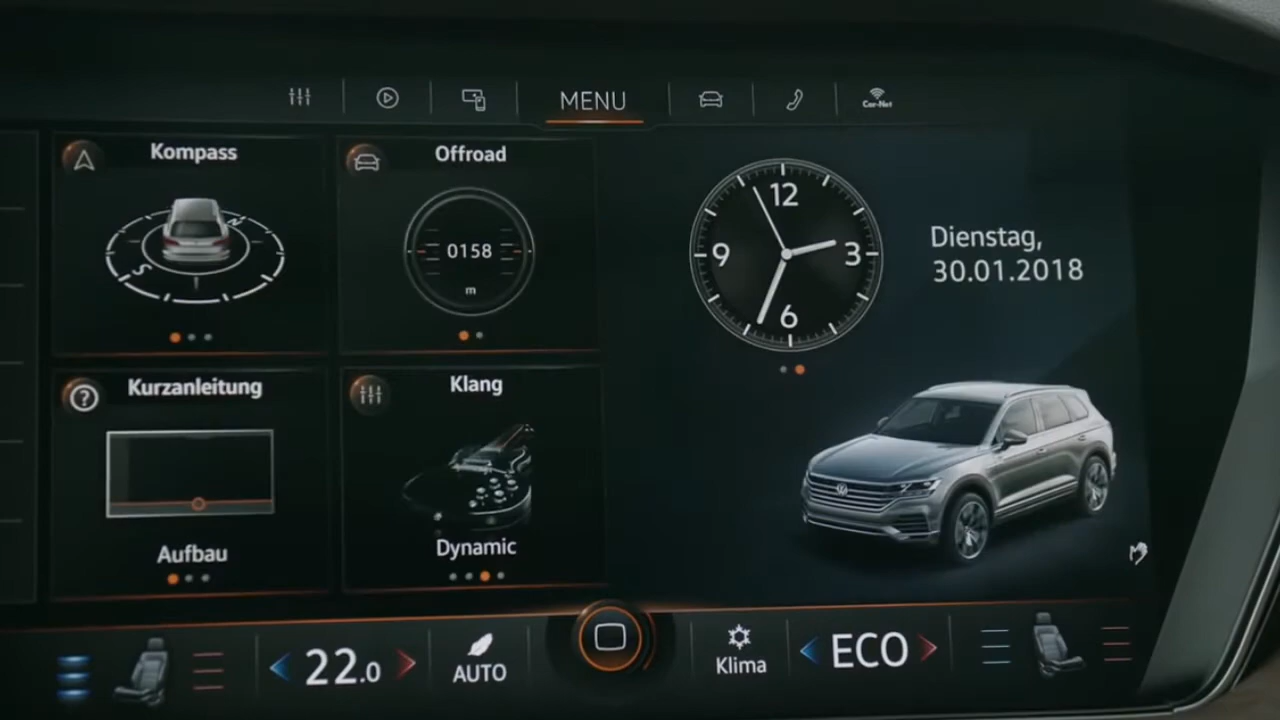 MENU
Car-Net
Kompass
N
S
Offroad
0158
m
12
3
6
9
Dienstag,
30.01.2018
Kurzanleitung
Aufbau
Klang
Dynamic
22.0
AUTO
Klima
ECO